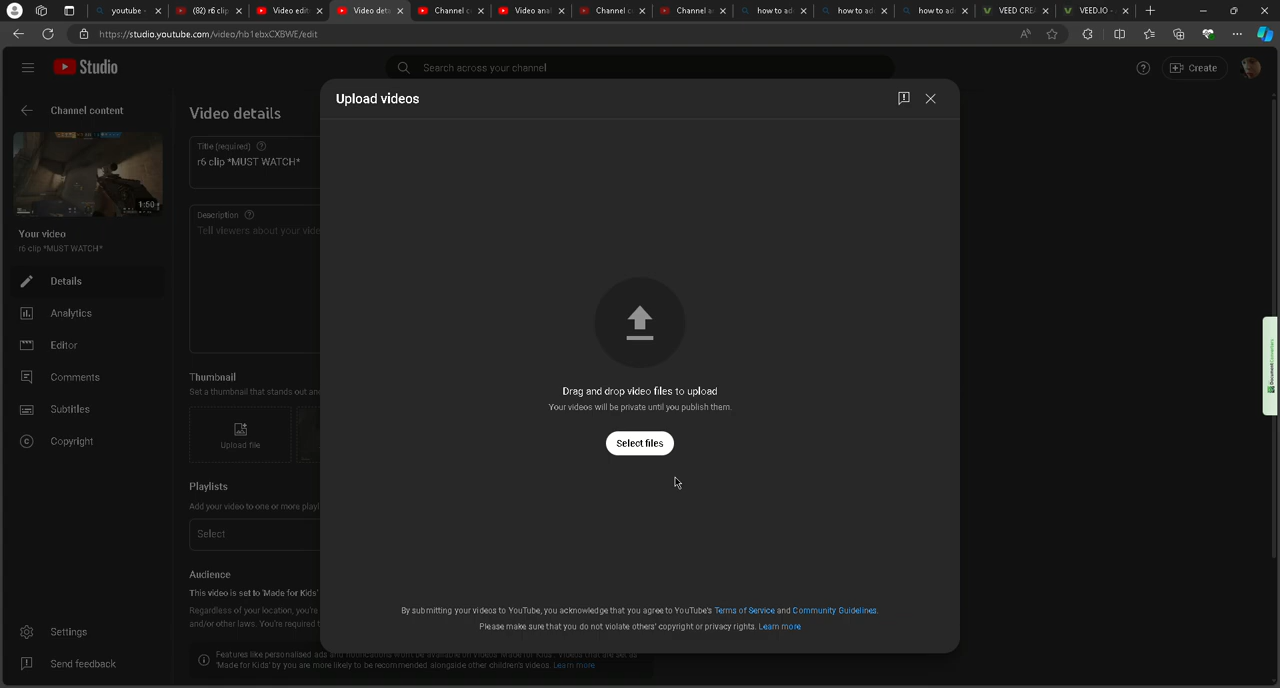 youtube -
(82) r6 clip
Video edit
Video deta
Channel c
Video ana
Channel c
Channel a
how to ad
how to ad
how to ad
VEED CREA
VEED.IO -
https://studio.youtube.com/video/hb1ebxCXBWE/edit
Studio
Search across your channel
Create
Channel content
1:50
Your video
r6 clip *MUST WATCH*
Details
Analytics
Editor
Comments
Subtitles
Copyright
Settings
Send feedback
Video details
Title (required)
r6 clip *MUST WATCH*
Description
Tell viewers about your vide
Thumbnail
Set a thumbnail that stands out an
Upload file
Playlists
Add your video to one or more playl
Select
Audience
This video is set to 'Made for Kids'
Regardless of your location, you're
and/or other laws. You're required t
Features like personalised ads and notifications won't be available on videos 'Made for Kids'. Videos that are set as
'Made for Kids' by you are more likely to be recommended alongside other children's videos. Learn more
Upload videos
Drag and drop video files to upload
Your videos will be private until you publish them.
Select files
By submitting your videos to YouTube, you acknowledge that you agree to YouTube's Terms of Service and Community Guidelines.
Please make sure that you do not violate others' copyright or privacy rights. Learn more